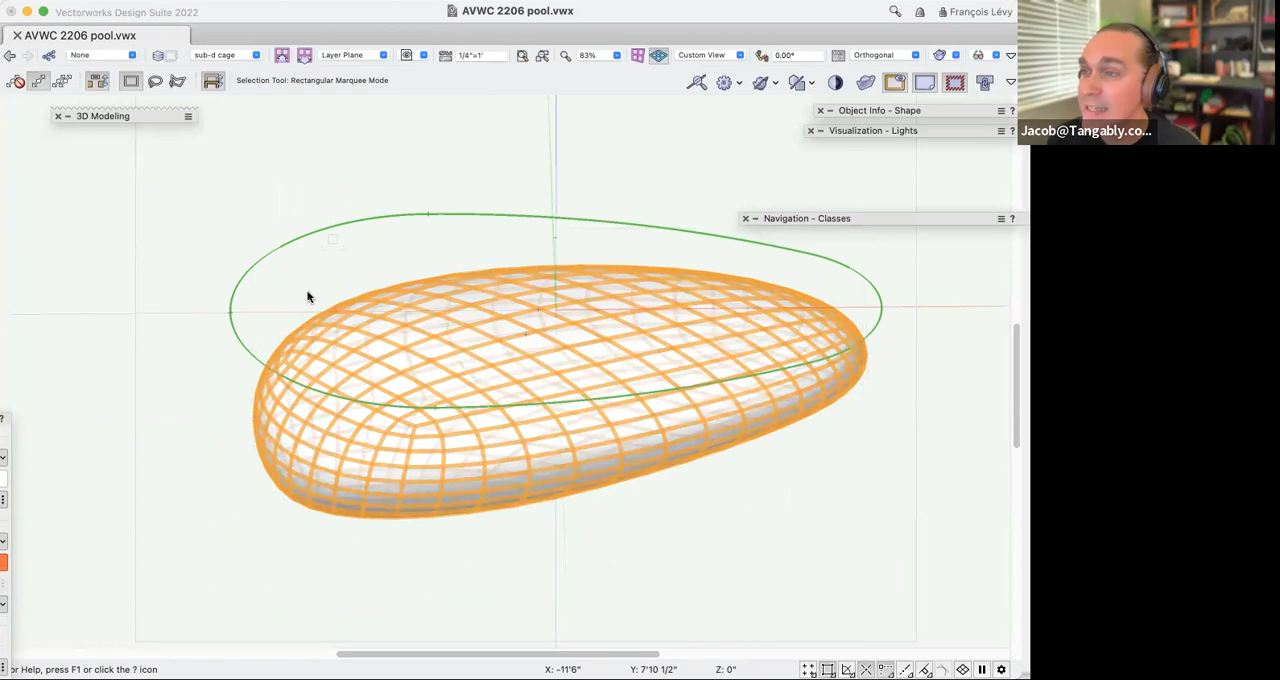 Vectorworks Design Suite 2022
AVWC 2206 pool.vwx
François Lévy
AVWC 2206 pool.vwx
None
sub-d cage
Layer Plane
1/4"=1'
83%
Custom View
0.00°
Orthogonal
Selection Tool: Rectangular Marquee Mode
3D Modeling
Object Info - Shape
?
Visualization - Lights
?
Jacob@Tangably.co...
Navigation - Classes
?
?
or Help, press F1 or click the ? icon
X: -11'6"
Y: 7'10 1/2"
Z: 0"